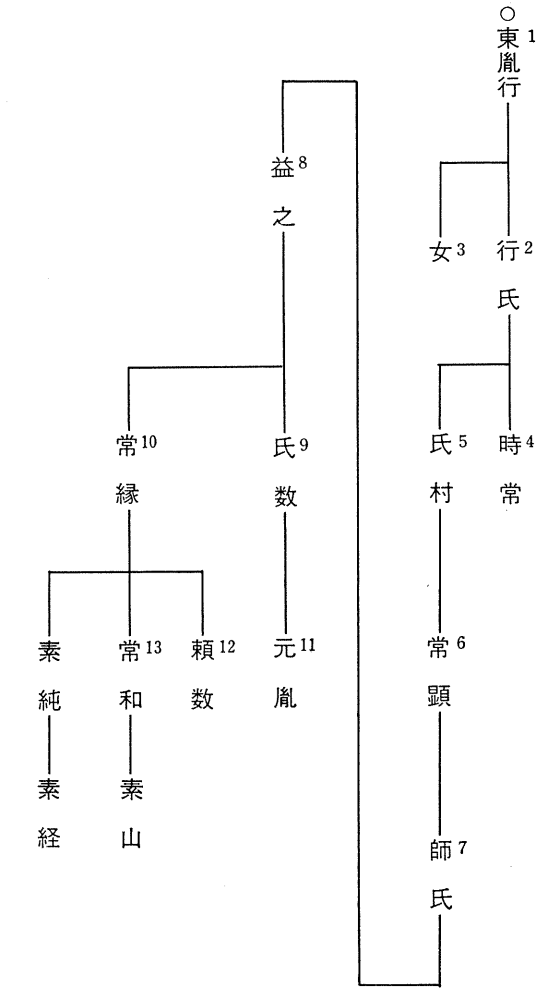 ○東胤行 1
行氏 2
女 3
時常 4
氏村 5
常顕 6
師氏 7
益之 8
氏数 9
常縁 10
元胤 11
頼数 12
常和 13
素純
素山
素経